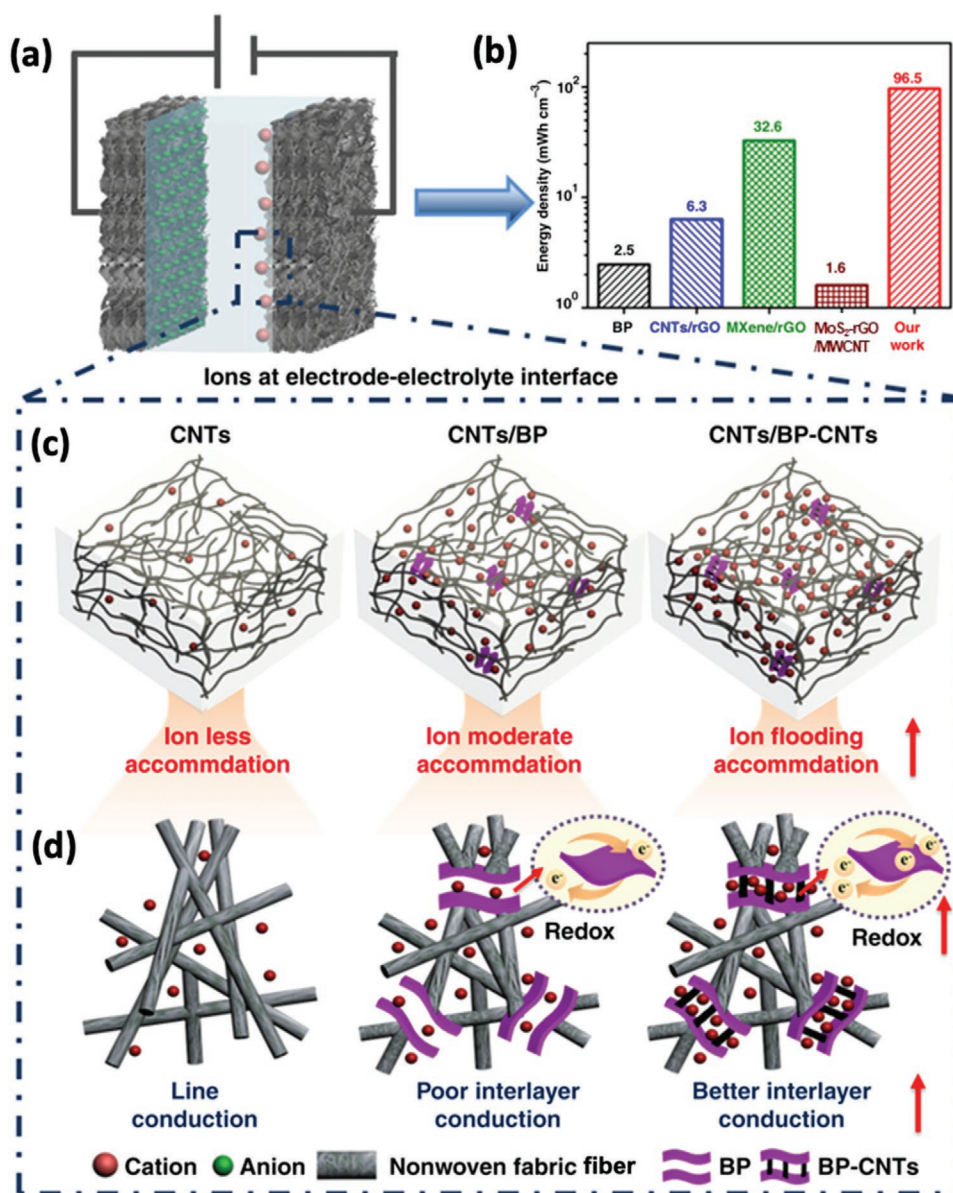 (a)
(b)
Energy density (mWh cm⁻³)
10²
10¹
10⁰
2.5
6.3
32.6
1.6
96.5
BP
CNTs/rGO
MXene/rGO
MoS₂-rGO
/MWCNT
Our
work
Ions at electrode-electrolyte interface
(c)
CNTs
CNTs/BP
CNTs/BP-CNTs
Ion less
accommdation
Ion moderate
accommdation
Ion flooding
accommdation
(d)
e⁻
e⁻
Redox
e⁻
e⁻
e⁻
e⁻
Redox
Line
conduction
Poor interlayer
conduction
Better interlayer
conduction
Cation
Anion
Nonwoven fabric fiber
BP
BP-CNTs